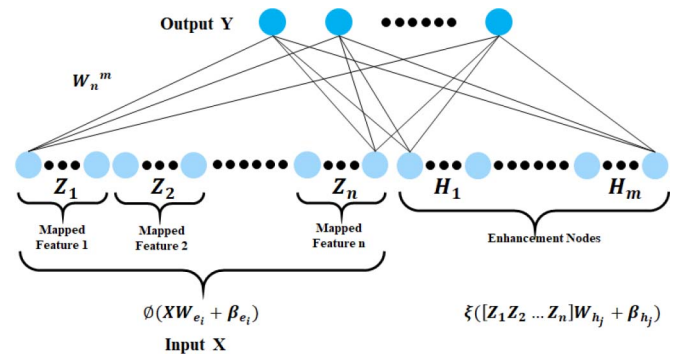 Output Y
W_n^m
Z_1 Z_2 Z_n H_1 H_m
Mapped
Feature 1
Mapped
Feature 2
Mapped
Feature n
Enhancement Nodes
∅(XW_{e_i} + β_{e_i})
ξ([Z_1 Z_2 … Z_n]W_{h_j} + β_{h_j})
Input X